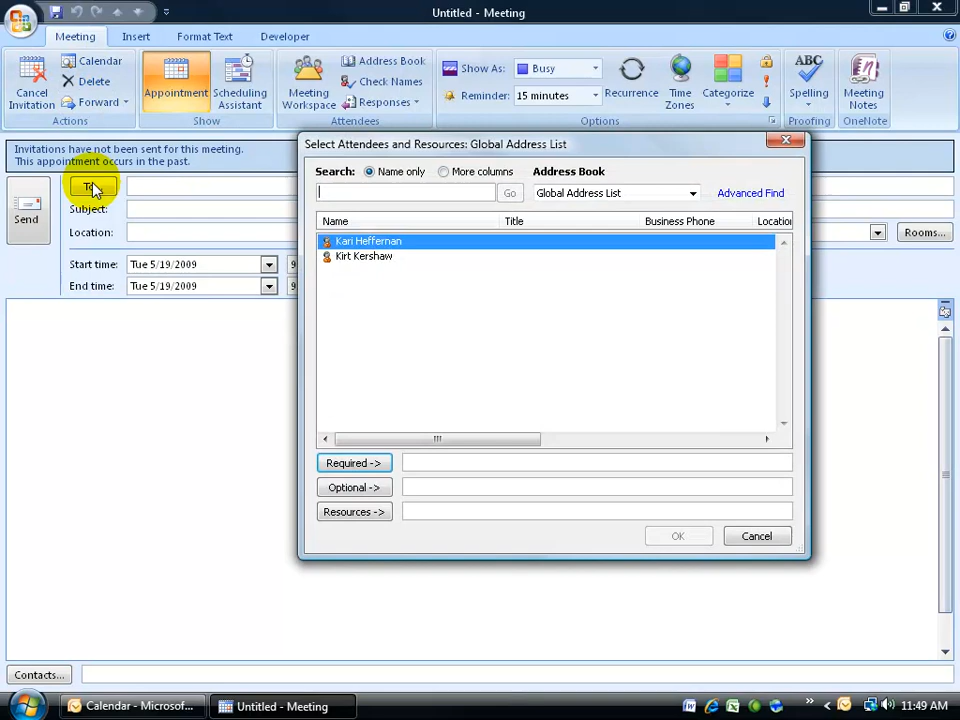 Untitled - Meeting
Meeting Insert Format Text Developer
Cancel Invitation
Calendar
Delete
Forward
Actions
Appointment
Scheduling Assistant
Show
Meeting Workspace
Address Book
Check Names
Responses
Attendees
Show As: Busy
Reminder: 15 minutes
Recurrence
Time Zones
Categorize
Options
ABC
Spelling
Proofing
Meeting Notes
OneNote
Invitations have not been sent for this meeting.
This appointment occurs in the past.
Send
Subject:
Location:
Rooms...
Start time: Tue 5/19/2009 9
End time: Tue 5/19/2009 9
Select Attendees and Resources: Global Address List
Search: Name only More columns Address Book
Go Global Address List Advanced Find
Name Title Business Phone Location
Kari Heffernan
Kirt Kershaw
Required ->
Optional ->
Resources ->
OK Cancel
Contacts...
Calendar - Microsof... Untitled - Meeting 11:49 AM